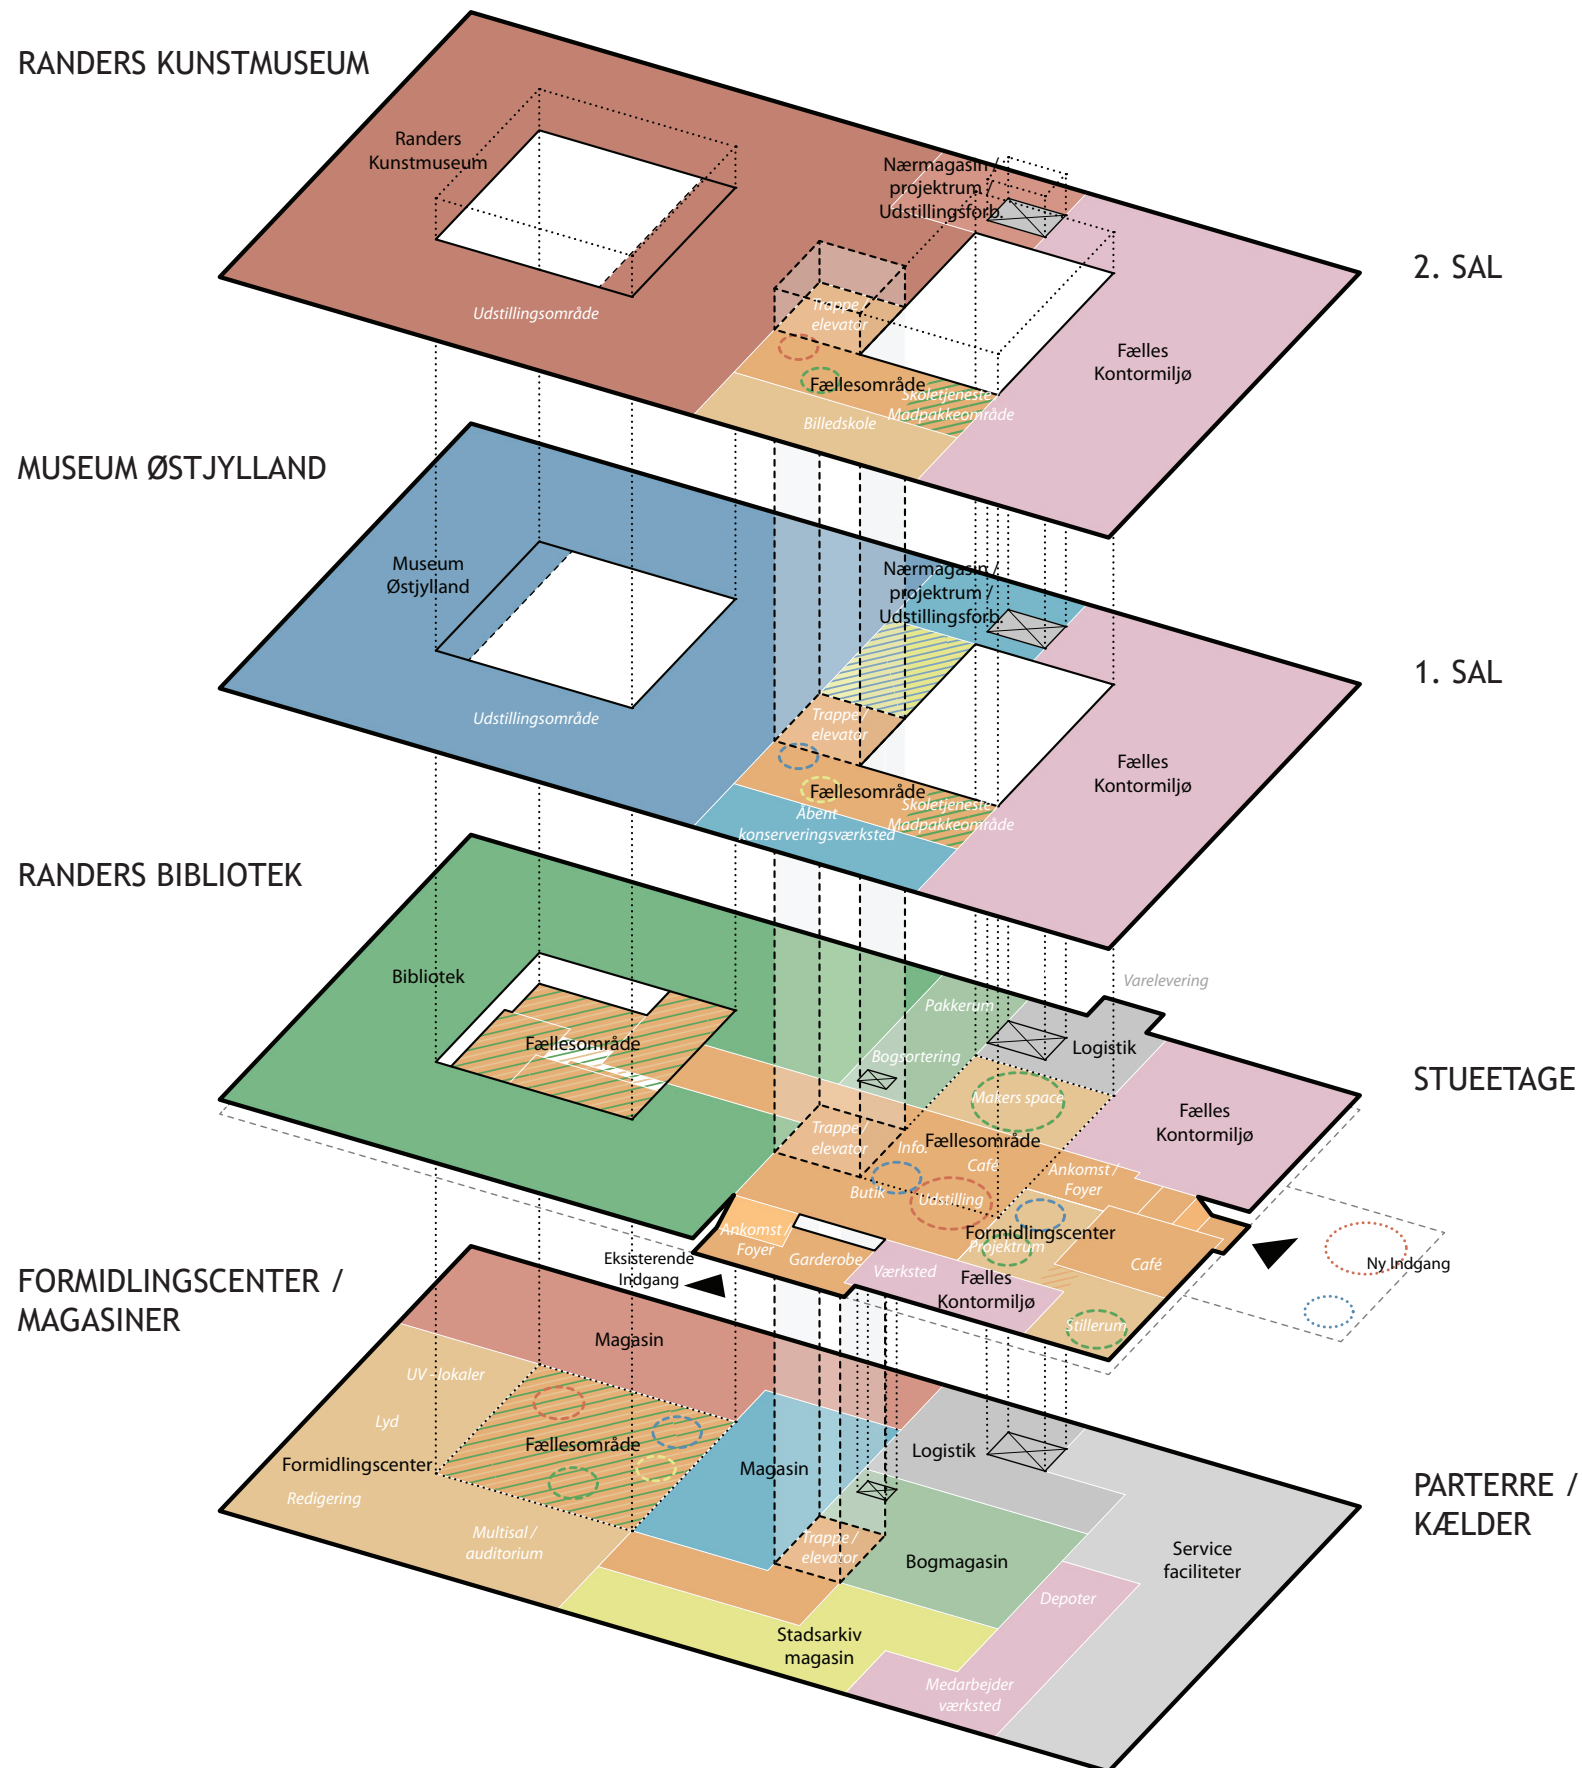 RANDERS KUNSTMUSEUM
Randers
Kunstmuseum
Nærmagasin /
projektrum /
Udstillingsforb.
2. SAL
Udstillingsområde
Trappe /
elevator
Fælles
Kontormiljø
Fællesområde
Skoletjeneste
Madpakkeområde
Billedskole
MUSEUM ØSTJYLLAND
Museum
Østjylland
Nærmagasin /
projektrum /
Udstillingsforb.
1. SAL
Udstillingsområde
Trappe /
elevator
Fælles
Kontormiljø
Fællesområde
Skoletjeneste
Madpakkeområde
Åbent
konserveringsværksted
RANDERS BIBLIOTEK
Bibliotek
Varelevering
Pakkerum
Fællesområde
Bogsortering
Logistik
STUEETAGE
Makers space
Fælles
Kontormiljø
Trappe /
elevator
Info.
Fællesområde
Café
Ankomst /
Foyer
Butik
Udstilling
Ankomst /
Foyer
Formidlingscenter
Projektrum
Garderobe
Værksted
Café
Fælles
Kontormiljø
Stillerum
Eksisterende
Indgang
Ny Indgang
FORMIDLINGSCENTER /
MAGASINER
Magasin
UV - lokaler
Lyd
Fællesområde
Formidlingscenter
Magasin
Logistik
Redigering
PARTERRE /
KÆLDER
Multisal /
auditorium
Trappe /
elevator
Bogmagasin
Service
faciliteter
Depoter
Stadsarkiv
magasin
Medarbejder
værksted